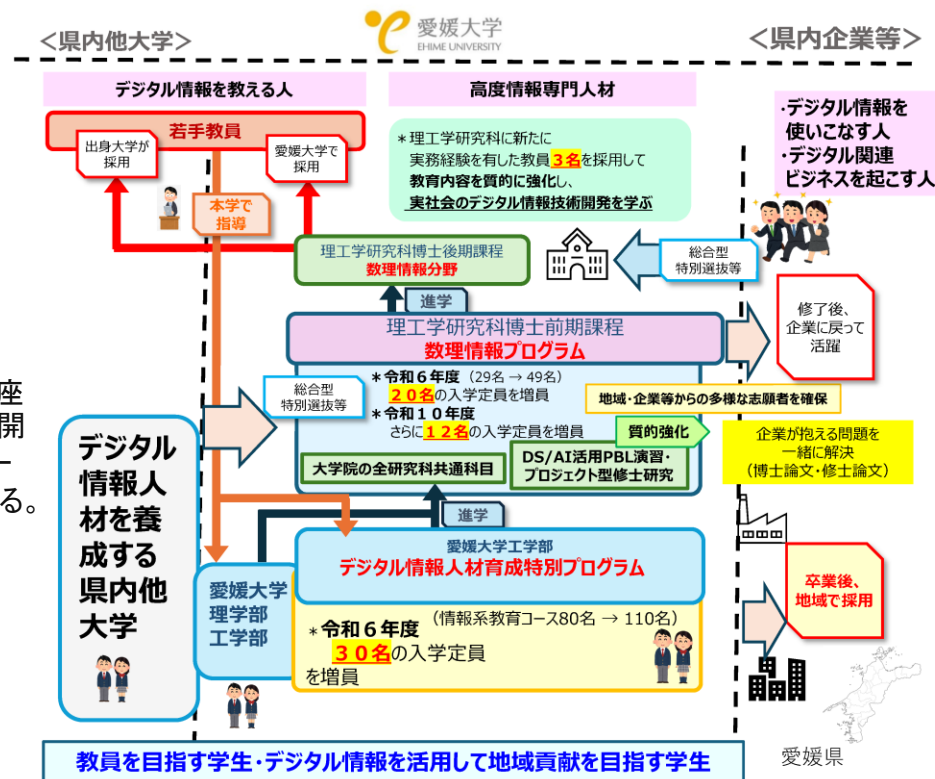 愛媛大学
EHIME UNIVERSITY
<県内他大学>
<県内企業等>
デジタル情報を教える人
高度情報専門人材
若手教員
出身大学が
採用
愛媛大学で
採用
本学で
指導
*理工学研究科に新たに
実務経験を有した教員3名を採用して
教育内容を質的に強化し、
実社会のデジタル情報技術開発を学ぶ
・デジタル情報を
使いこなす人
・デジタル関連
ビジネスを起こす人
理工学研究科博士後期課程
数理情報分野
総合型
特別選抜等
進学
理工学研究科博士前期課程
数理情報プログラム
修了後、
企業に戻って
活躍
総合型
特別選抜等
*令和6年度 (29名 → 49名)
20名の入学定員を増員
*令和10年度
さらに12名の入学定員を増員
地域・企業等からの多様な志願者を確保
質的強化
大学院の全研究科共通科目
DS/AI活用PBL演習・
プロジェクト型修士研究
企業が抱える問題を
一緒に解決
(博士論文・修士論文)
座
開
ー
る。
デジタル
情報人
材を養
成する
県内他
大学
進学
愛媛大学工学部
デジタル情報人材育成特別プログラム
愛媛大学
理学部
工学部
(情報系教育コース80名 → 110名)
*令和6年度
30名の入学定員
を増員
卒業後、
地域で採用
愛媛県
教員を目指す学生・デジタル情報を活用して地域貢献を目指す学生